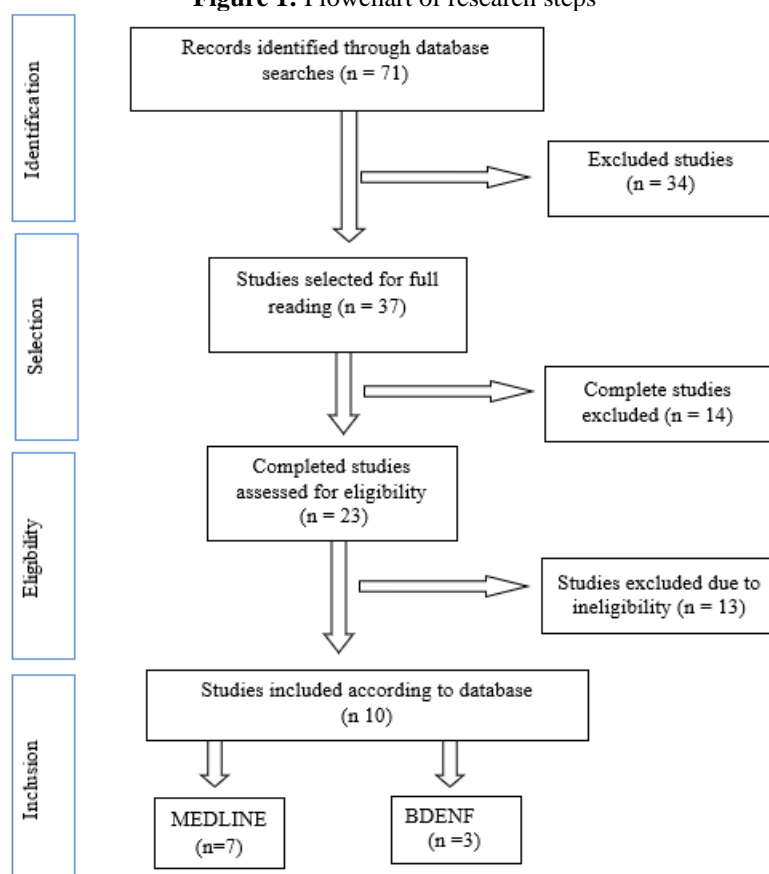 Figure 1. Flowchart of research steps
Identification
Records identified through database
searches (n = 71)
Excluded studies
(n = 34)
Selection
Studies selected for full
reading (n = 37)
Complete studies
excluded (n = 14)
Eligibility
Completed studies
assessed for eligibility
(n = 23)
Studies excluded due to
ineligibility (n = 13)
Inclusion
Studies included according to database
(n 10)
MEDLINE
(n=7)
BDENF
(n =3)